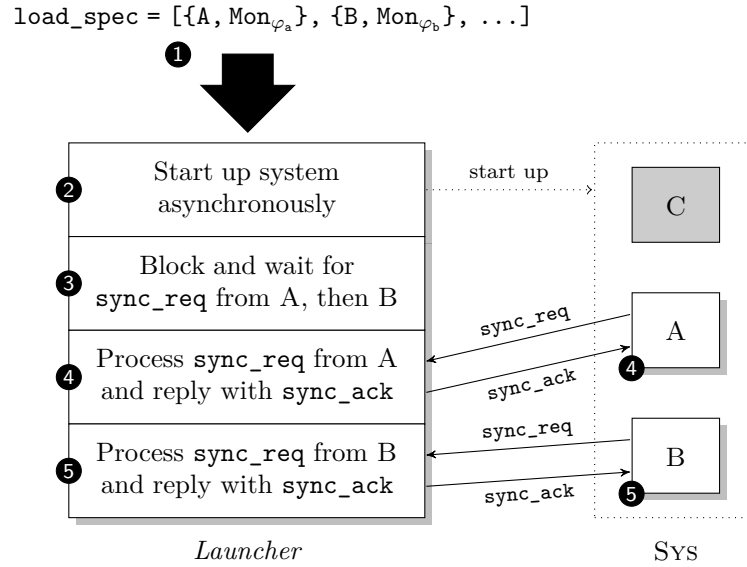 load_spec = [{A, Mon_φa}, {B, Mon_φb}, ...]
1
2
Start up system
asynchronously
start up
C
3
Block and wait for
sync_req from A, then B
sync_req
A
4
Process sync_req from A
and reply with sync_ack
sync_ack
4
sync_req
B
5
Process sync_req from B
and reply with sync_ack
sync_ack
5
Launcher
SYS